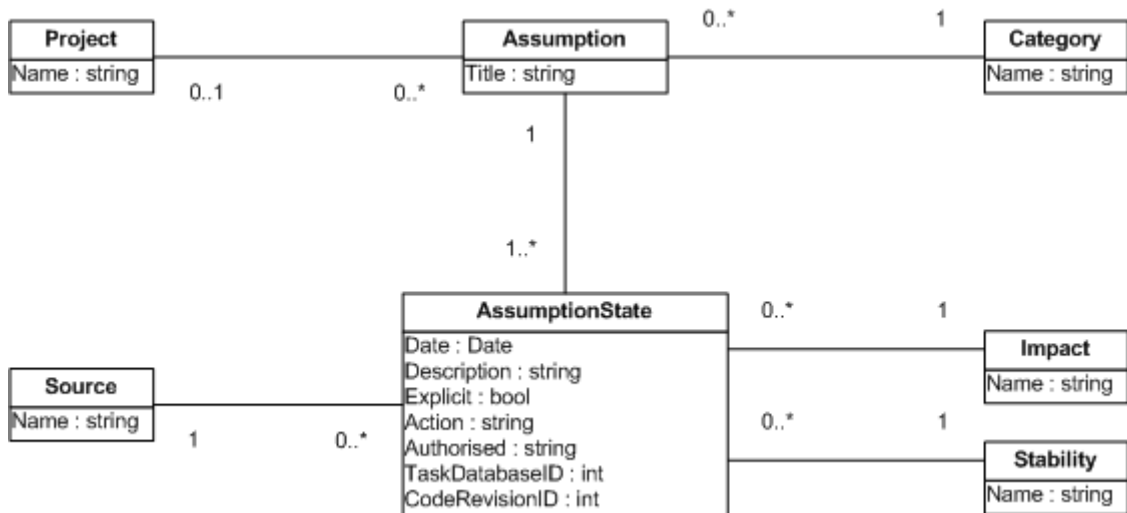 0..*
1
Project
Assumption
Category
Name : string
Title : string
Name : string
0..1
0..*
1
1..*
AssumptionState
0..*
1
Date : Date
Impact
Description : string
Source
Explicit : bool
Name : string
Name : string
Action : string
0..*
1
1
0..*
Authorised : string
Stability
TaskDatabaseID : int
Name : string
CodeRevisionID : int